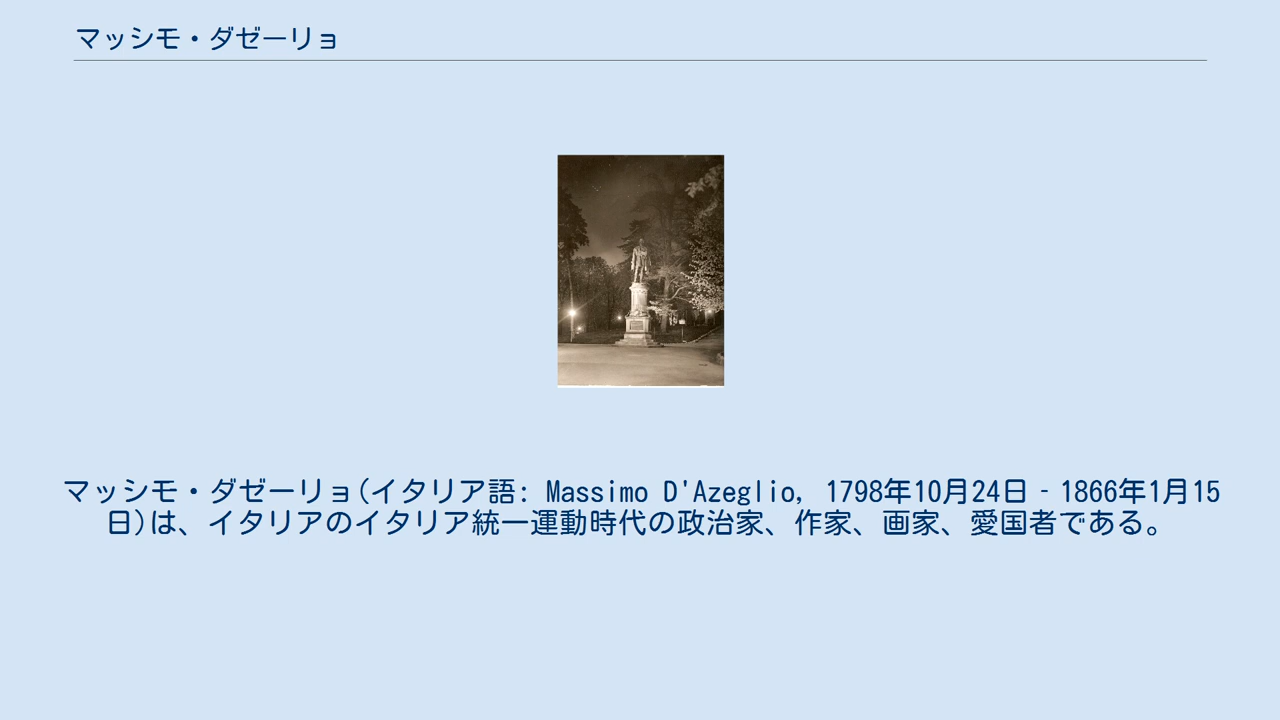 マッシモ・ダゼーリョ
マッシモ・ダゼーリョ(イタリア語: Massimo D'Azeglio, 1798年10月24日 - 1866年1月15
日)は、イタリアのイタリア統一運動時代の政治家、作家、画家、愛国者である。